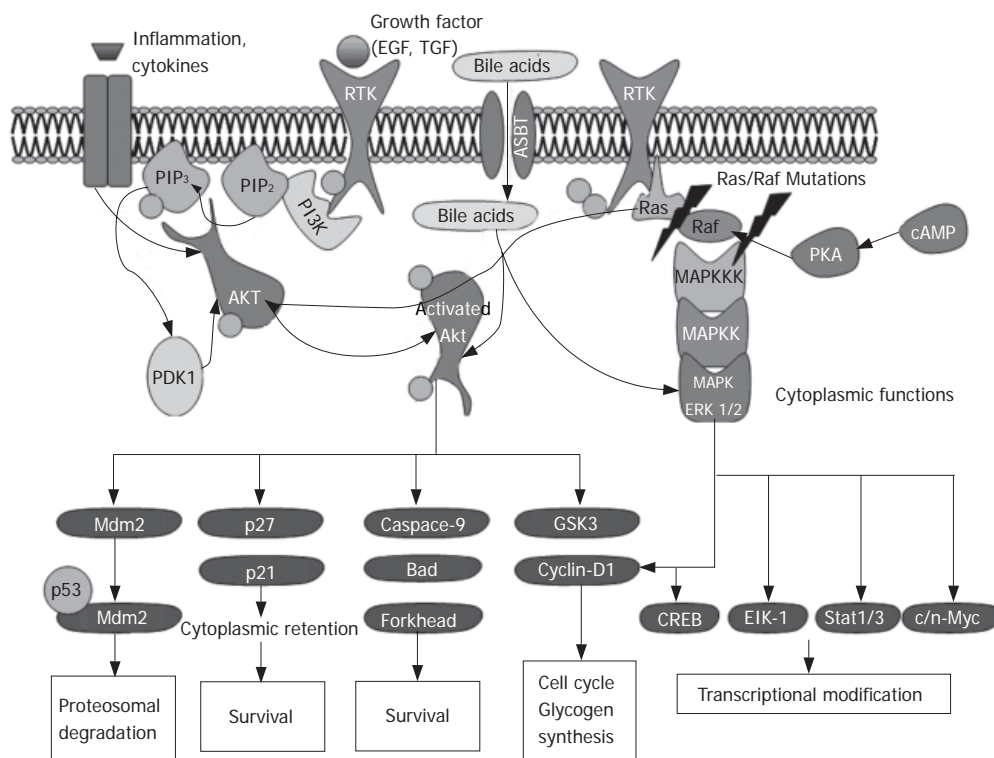 Inflammation,
cytokines
Growth factor
(EGF, TGF)
Bile acids
RTK
RTK
ASBT
PIP3
PIP2
PI3K
Bile acids
Ras/Raf Mutations
Ras
Raf
PKA
cAMP
MAPKKK
AKT
Activated
Akt
MAPKK
PDK1
MAPK
ERK 1/2
Cytoplasmic functions
Mdm2
p27
Caspace-9
GSK3
p21
Bad
Cyclin-D1
p53
Mdm2
Cytoplasmic retention
Forkhead
CREB
EIK-1
Stat1/3
c/n-Myc
Proteosomal
degradation
Survival
Survival
Cell cycle
Glycogen
synthesis
Transcriptional modification